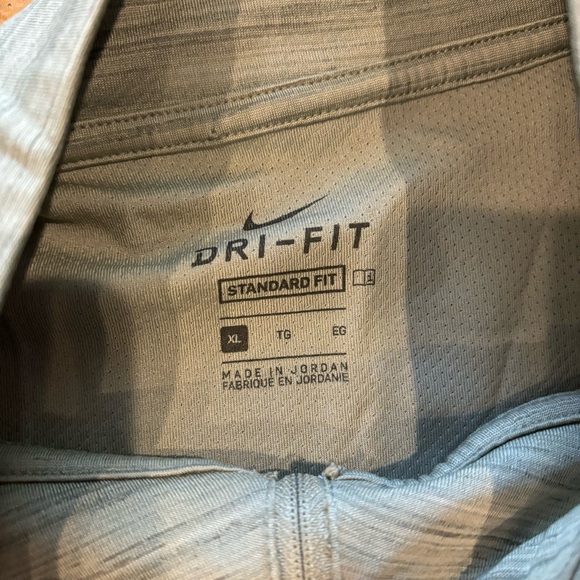 DRI-FIT
STANDARD FIT
XL TG EG
MADE IN JORDAN
FABRIQUE EN JORDANIE